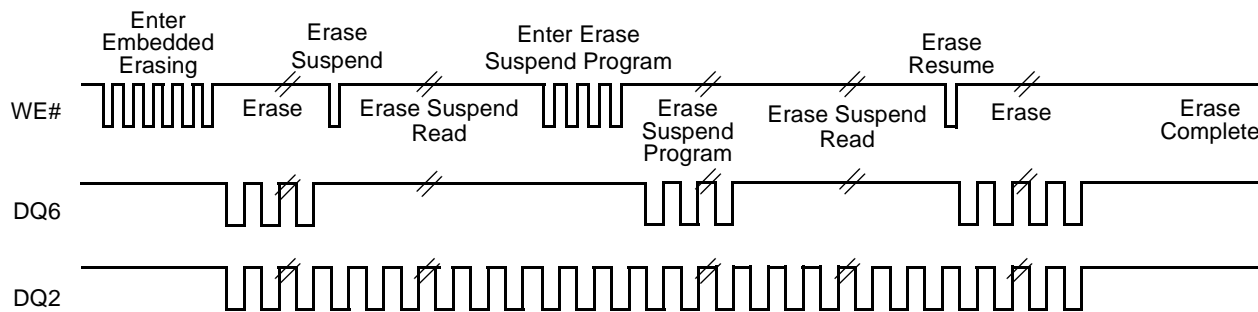 Enter
Embedded
Erasing
Erase
Suspend
Enter Erase
Suspend Program
Erase
Resume
WE#
Erase
Erase Suspend
Read
Erase
Suspend
Program
Erase Suspend
Read
Erase
Erase
Complete
DQ6
DQ2